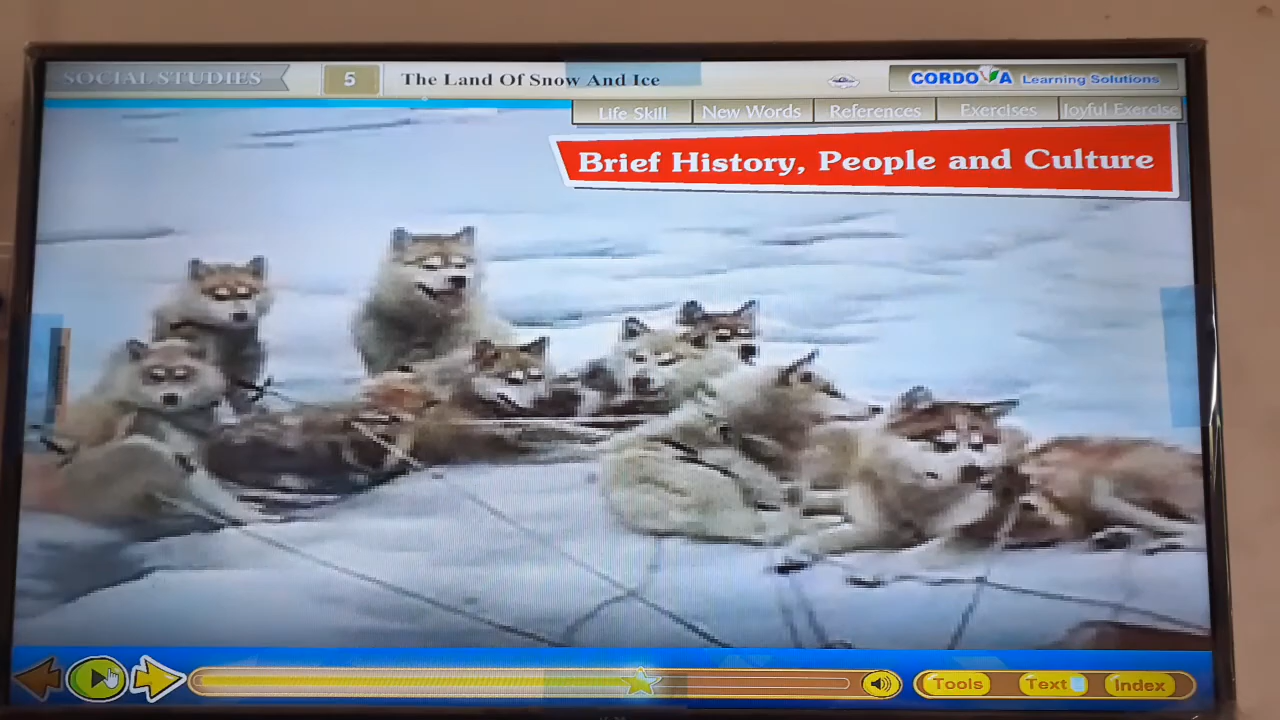 SOCIAL STUDIES 5 The Land Of Snow And Ice CORDOVA Learning Solutions
Life Skill New Words References Exercises Joyful Exercise
Brief History, People and Culture
Tools Text Index